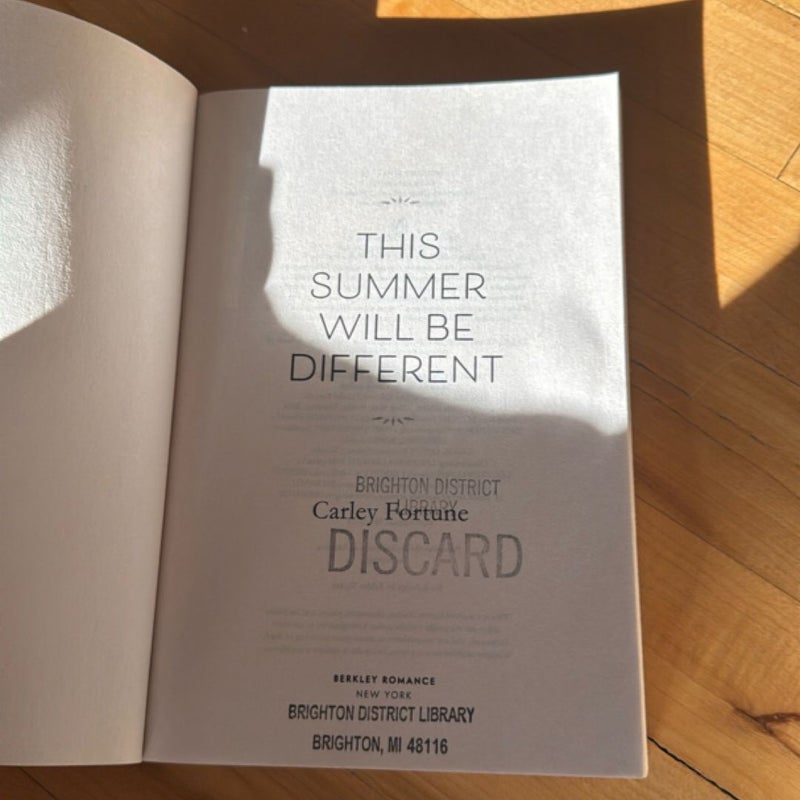 THIS
SUMMER
WILL BE
DIFFERENT
BRIGHTON DISTRICT
LIBRARY
Carley Fortune
DISCARD
BERKLEY ROMANCE
NEW YORK
BRIGHTON DISTRICT LIBRARY
BRIGHTON, MI 48116